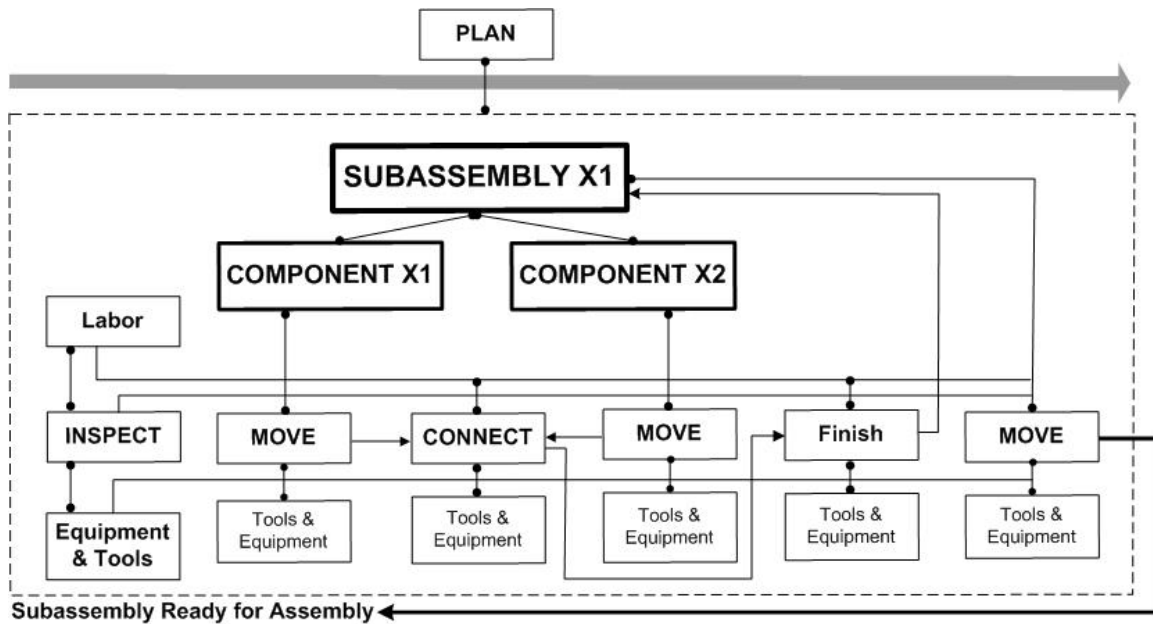 PLAN
SUBASSEMBLY X1
COMPONENT X1
COMPONENT X2
Labor
INSPECT
MOVE
CONNECT
MOVE
Finish
MOVE
Equipment
& Tools
Tools &
Equipment
Tools &
Equipment
Tools &
Equipment
Tools &
Equipment
Tools &
Equipment
Subassembly Ready for Assembly